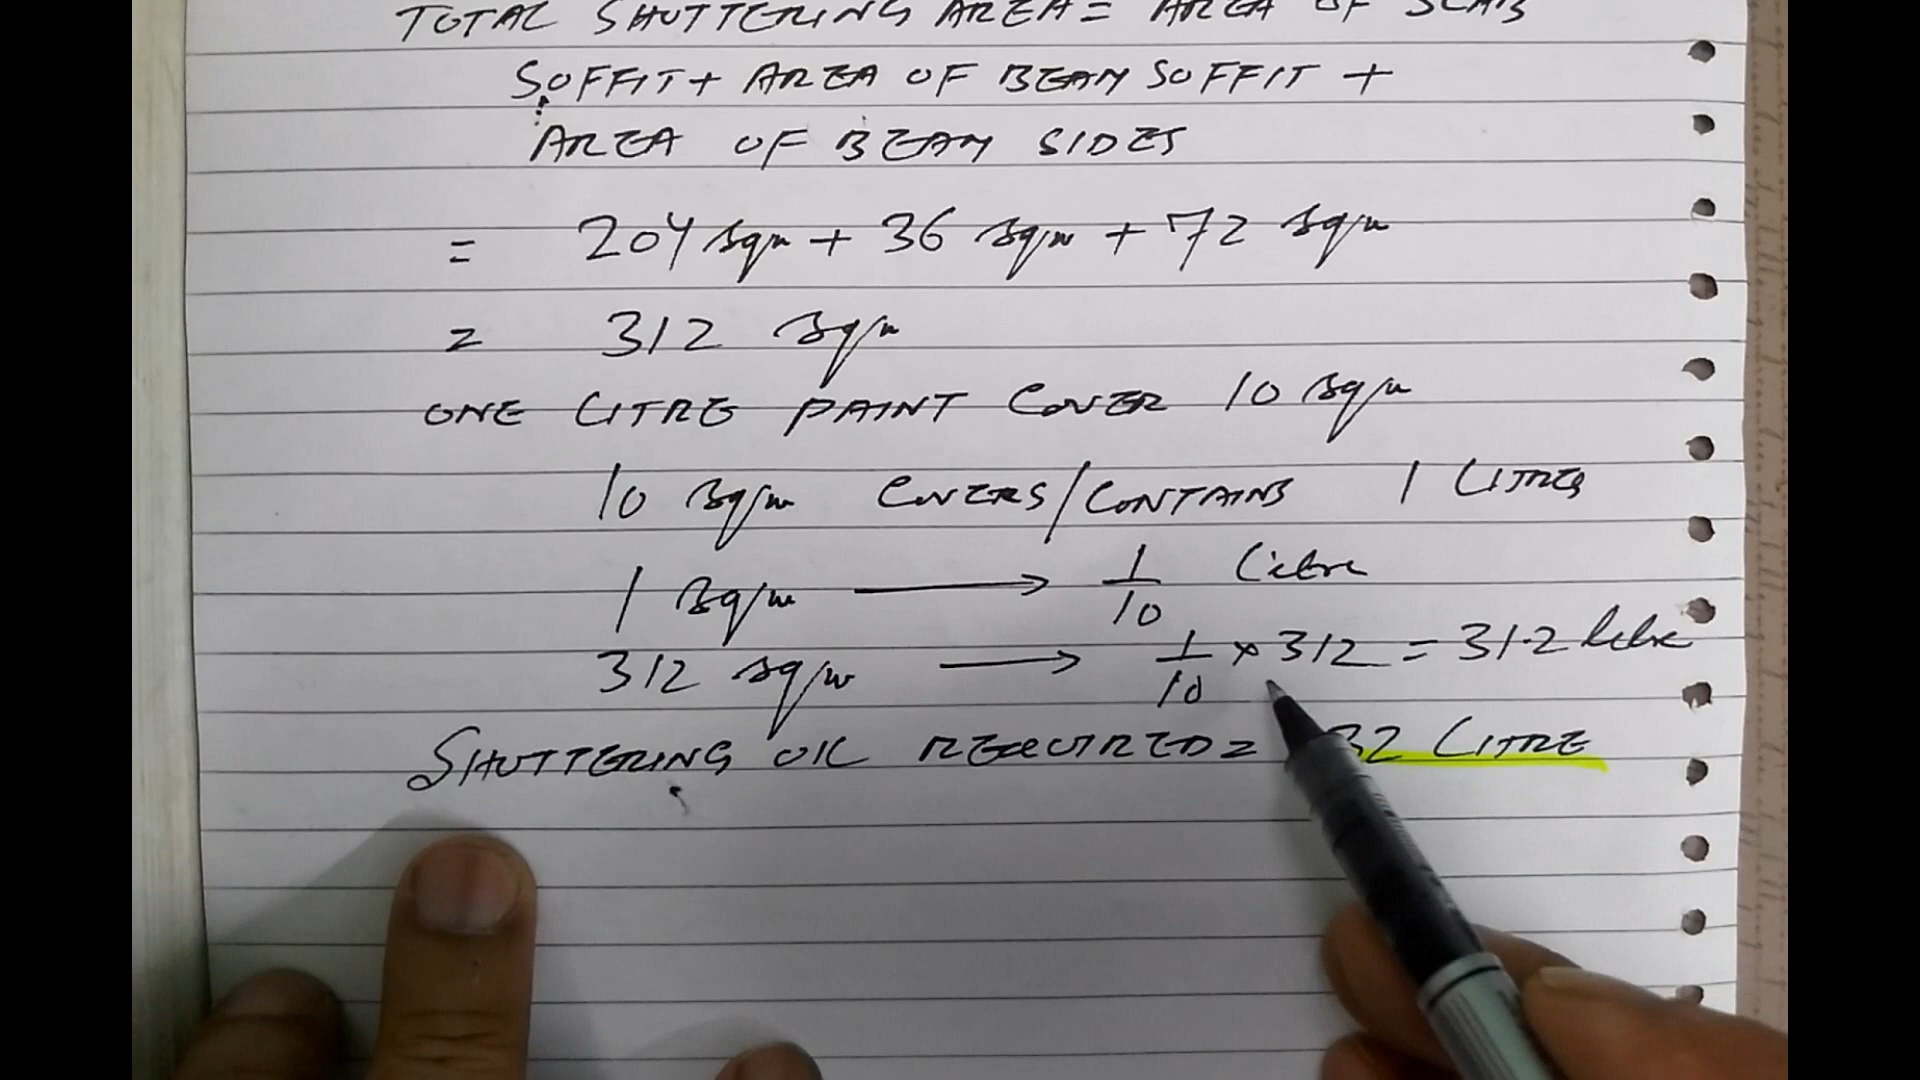 TOTAL SHUTTERING AREA = AREA OF SLAB
SOFFIT + AREA OF BEAM SOFFIT +
AREA OF BEAM SIDES
= 204 sqm + 36 sqm + 72 sqm
= 312 sqm
ONE LITRE PAINT COVER 10 sqm
10 sqm COVERS/CONTAINS 1 LITRES
1 sqm → 1/10 Litre
312 sqm → 1/10 × 312 = 31.2 litre
SHUTTERING OIL REQUIRED = 32 LITRE